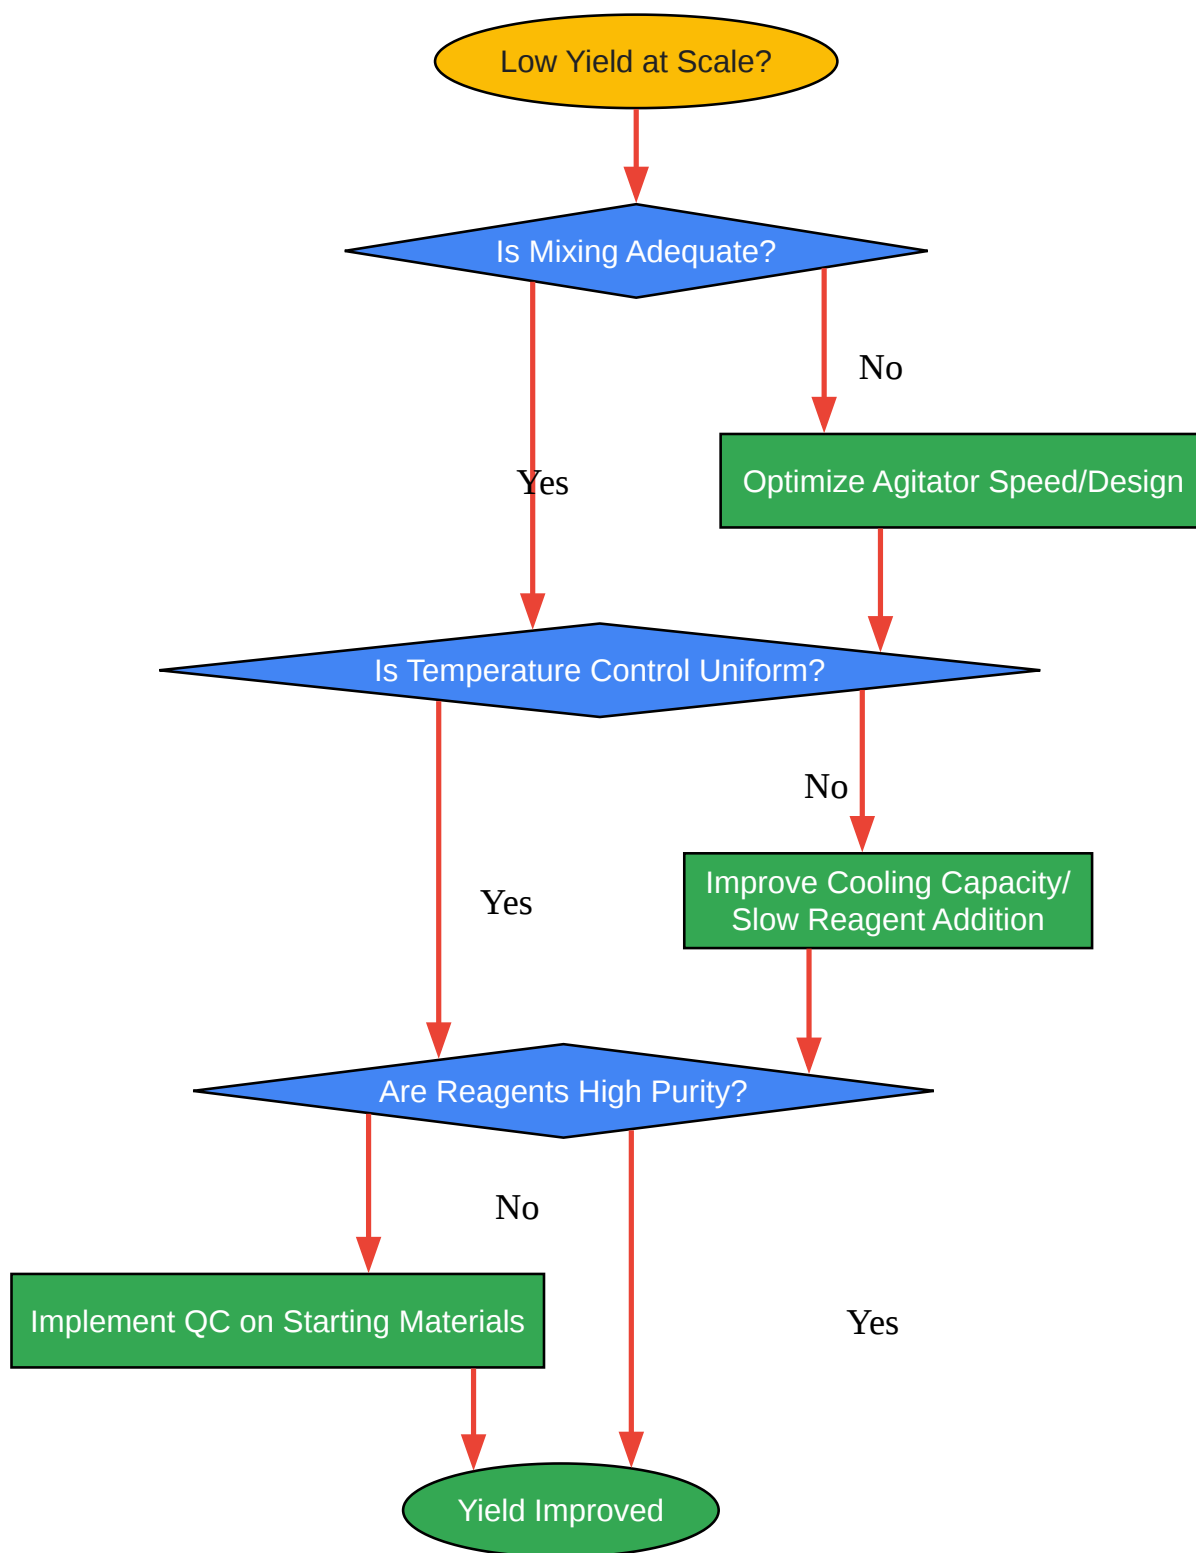 Low Yield at Scale?
Is Mixing Adequate?
No
Yes
Optimize Agitator Speed/Design
Is Temperature Control Uniform?
No
Improve Cooling Capacity/
Slow Reagent Addition
Yes
Are Reagents High Purity?
No
Implement QC on Starting Materials
Yes
Yield Improved